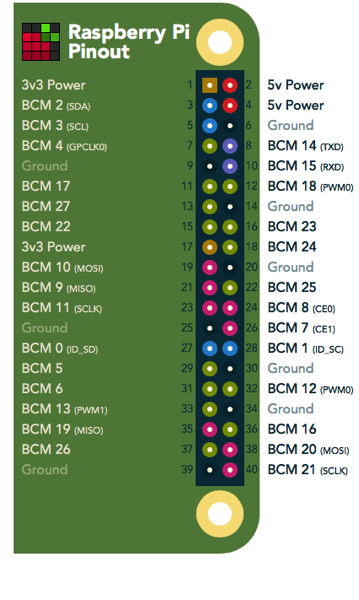 Raspberry Pi
Pinout
3v3 Power 1 2 5v Power
BCM 2 (SDA) 3 4 5v Power
BCM 3 (SCL) 5 6 Ground
BCM 4 (GPCLK0) 7 8 BCM 14 (TXD)
Ground 9 10 BCM 15 (RXD)
BCM 17 11 12 BCM 18 (PWM0)
BCM 27 13 14 Ground
BCM 22 15 16 BCM 23
3v3 Power 17 18 BCM 24
BCM 10 (MOSI) 19 20 Ground
BCM 9 (MISO) 21 22 BCM 25
BCM 11 (SCLK) 23 24 BCM 8 (CE0)
Ground 25 26 BCM 7 (CE1)
BCM 0 (ID_SD) 27 28 BCM 1 (ID_SC)
BCM 5 29 30 Ground
BCM 6 31 32 BCM 12 (PWM0)
BCM 13 (PWM1) 33 34 Ground
BCM 19 (MISO) 35 36 BCM 16
BCM 26 37 38 BCM 20 (MOSI)
Ground 39 40 BCM 21 (SCLK)